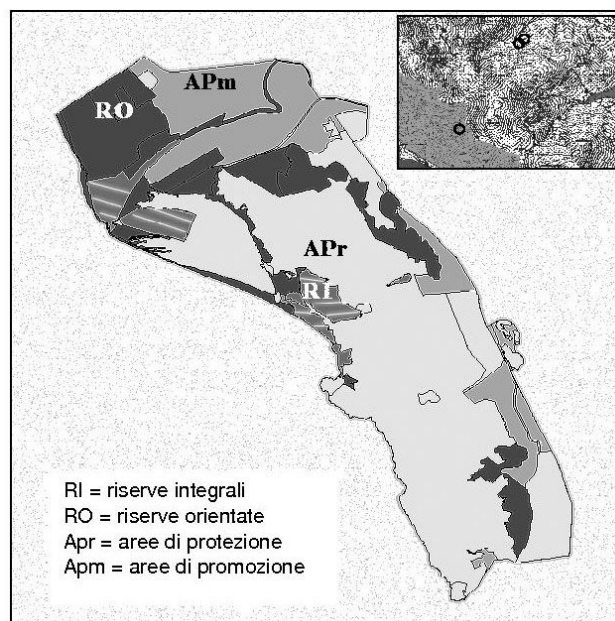 APm
RO
APr
RI
RI = riserve integrali
RO = riserve orientate
Apr = aree di protezione
Apm = aree di promozione